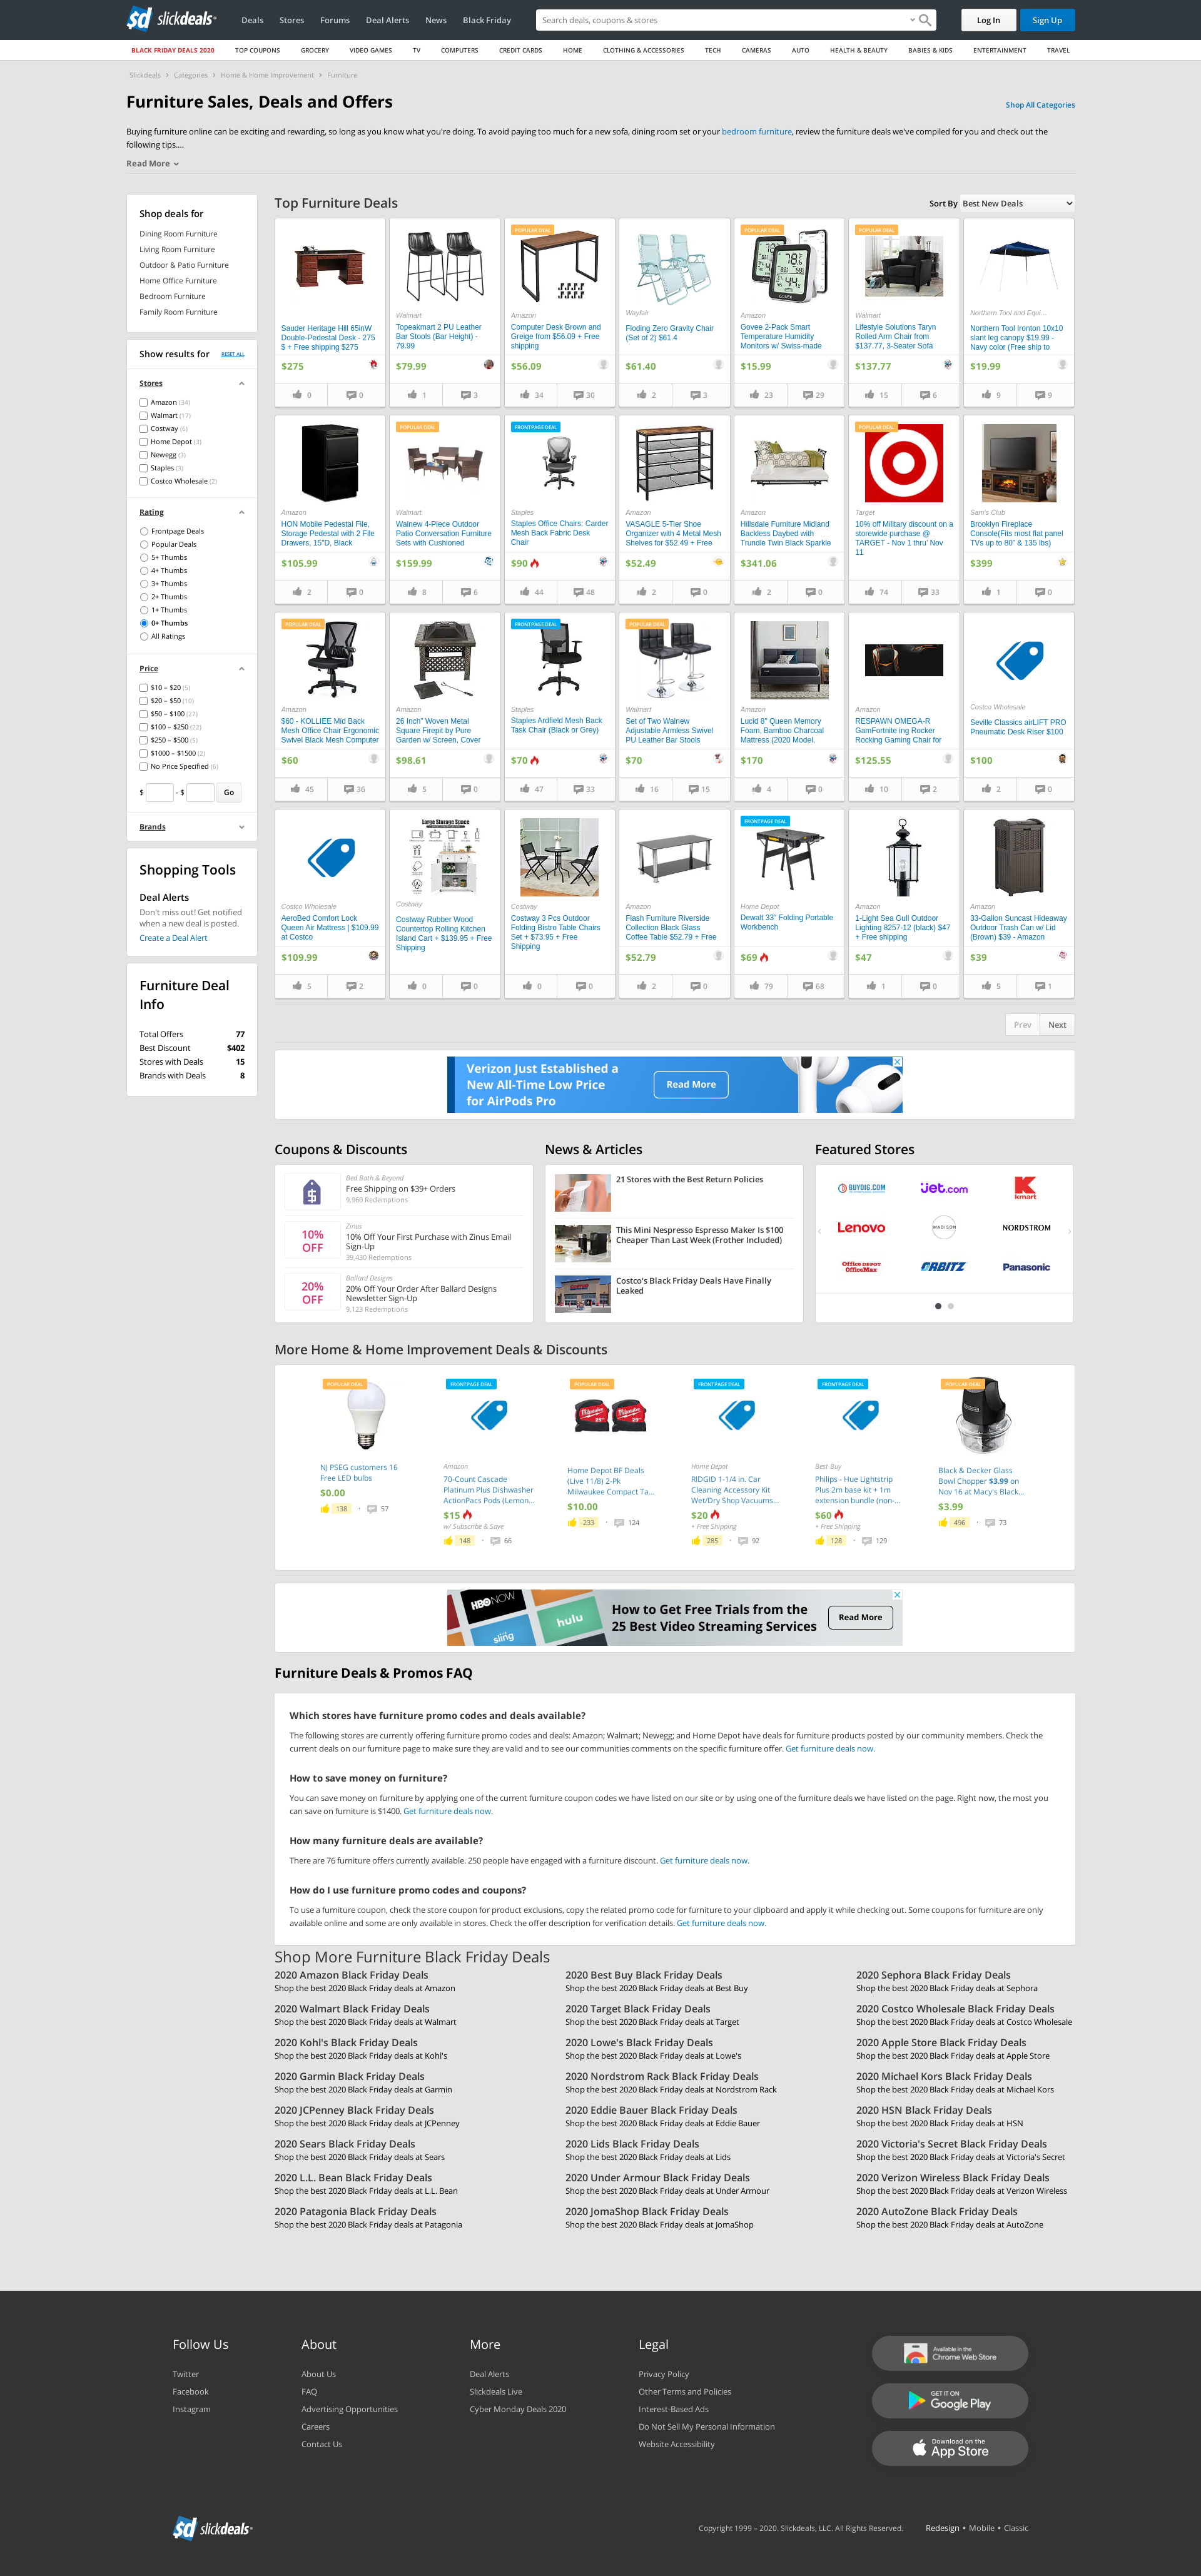 slickdeals
Deals
Stores
Forums
Deal Alerts
News
Black Friday
Search deals, coupons & stores
Log In
Sign Up
BLACK FRIDAY DEALS 2020
TOP COUPONS
GROCERY
VIDEO GAMES
TV
COMPUTERS
CREDIT CARDS
HOME
CLOTHING & ACCESSORIES
TECH
CAMERAS
AUTO
HEALTH & BEAUTY
BABIES & KIDS
ENTERTAINMENT
TRAVEL
Slickdeals › Categories › Home & Home Improvement › Furniture
Furniture Sales, Deals and Offers
Shop All Categories
Buying furniture online can be exciting and rewarding, so long as you know what you're doing. To avoid paying too much for a new sofa, dining room set or your bedroom furniture, review the furniture deals we've compiled for you and check out the
following tips....
Read More
Shop deals for
Dining Room Furniture
Living Room Furniture
Outdoor & Patio Furniture
Home Office Furniture
Bedroom Furniture
Family Room Furniture
Show results for
RESET ALL
Stores
Amazon (34)
Walmart (17)
Costway (6)
Home Depot (3)
Newegg (3)
Staples (3)
Costco Wholesale (2)
Rating
Frontpage Deals
Popular Deals
5+ Thumbs
4+ Thumbs
3+ Thumbs
2+ Thumbs
1+ Thumbs
0+ Thumbs
All Ratings
Price
$10 – $20 (5)
$20 – $50 (10)
$50 – $100 (27)
$100 – $250 (22)
$250 – $500 (5)
$1000 – $1500 (2)
No Price Specified (6)
$ - $ Go
Brands
Shopping Tools
Deal Alerts
Don't miss out! Get notified
when a new deal is posted.
Create a Deal Alert
Furniture Deal
Info
Total Offers 77
Best Discount $402
Stores with Deals 15
Brands with Deals 8
Top Furniture Deals
Sort By Best New Deals
Sauder Heritage Hill 65inW
Double-Pedestal Desk - 275
$ + Free shipping $275
$275
0 0
Walmart
Topeakmart 2 PU Leather
Bar Stools (Bar Height) -
79.99
$79.99
1 3
POPULAR DEAL
Amazon
Computer Desk Brown and
Greige from $56.09 + Free
shipping
$56.09
34 30
Wayfair
Floding Zero Gravity Chair
(Set of 2) $61.4
$61.40
2 3
POPULAR DEAL
Amazon
Govee 2-Pack Smart
Temperature Humidity
Monitors w/ Swiss-made
$15.99
23 29
POPULAR DEAL
Walmart
Lifestyle Solutions Taryn
Rolled Arm Chair from
$137.77, 3-Seater Sofa
$137.77
15 6
Northern Tool and Equi...
Northern Tool Ironton 10x10
slant leg canopy $19.99 -
Navy color (Free ship to
$19.99
9 9
Amazon
HON Mobile Pedestal File,
Storage Pedestal with 2 File
Drawers, 15"D, Black
$105.99
2 0
POPULAR DEAL
Walmart
Walnew 4-Piece Outdoor
Patio Conversation Furniture
Sets with Cushioned
$159.99
8 6
FRONTPAGE DEAL
Staples
Staples Office Chairs: Carder
Mesh Back Fabric Desk
Chair
$90
44 48
Amazon
VASAGLE 5-Tier Shoe
Organizer with 4 Metal Mesh
Shelves for $52.49 + Free
$52.49
2 0
Amazon
Hillsdale Furniture Midland
Backless Daybed with
Trundle Twin Black Sparkle
$341.06
2 0
POPULAR DEAL
Target
10% off Military discount on a
storewide purchase @
TARGET - Nov 1 thru' Nov
11
74 33
Sam's Club
Brooklyn Fireplace
Console(Fits most flat panel
TVs up to 80” & 135 lbs)
$399
1 0
POPULAR DEAL
Amazon
$60 - KOLLIEE Mid Back
Mesh Office Chair Ergonomic
Swivel Black Mesh Computer
$60
45 36
Amazon
26 Inch" Woven Metal
Square Firepit by Pure
Garden w/ Screen, Cover
$98.61
5 0
FRONTPAGE DEAL
Staples
Staples Ardfield Mesh Back
Task Chair (Black or Grey)
$70
47 33
POPULAR DEAL
Walmart
Set of Two Walnew
Adjustable Armless Swivel
PU Leather Bar Stools
$70
16 15
Amazon
Lucid 8" Queen Memory
Foam, Bamboo Charcoal
Mattress (2020 Model,
$170
4 0
Amazon
RESPAWN OMEGA-R
GamFortnite ing Rocker
Rocking Gaming Chair for
$125.55
10 2
Costco Wholesale
Seville Classics airLIFT PRO
Pneumatic Desk Riser $100
$100
2 0
Costco Wholesale
AeroBed Comfort Lock
Queen Air Mattress | $109.99
at Costco
$109.99
5 2
Large Storage Space
Costway
Costway Rubber Wood
Countertop Rolling Kitchen
Island Cart + $139.95 + Free
Shipping
0 0
Costway
Costway 3 Pcs Outdoor
Folding Bistro Table Chairs
Set + $73.95 + Free
Shipping
0 0
Amazon
Flash Furniture Riverside
Collection Black Glass
Coffee Table $52.79 + Free
$52.79
2 0
FRONTPAGE DEAL
Home Depot
Dewalt 33" Folding Portable
Workbench
$69
79 68
Amazon
1-Light Sea Gull Outdoor
Lighting 8257-12 (black) $47
+ Free shipping
$47
1 0
Amazon
33-Gallon Suncast Hideaway
Outdoor Trash Can w/ Lid
(Brown) $39 - Amazon
$39
5 1
Prev Next
Verizon Just Established a
New All-Time Low Price
for AirPods Pro
Read More
Coupons & Discounts
Bed Bath & Beyond
Free Shipping on $39+ Orders
9,960 Redemptions
10%
OFF
Zinus
10% Off Your First Purchase with Zinus Email
Sign-Up
39,430 Redemptions
20%
OFF
Ballard Designs
20% Off Your Order After Ballard Designs
Newsletter Sign-Up
9,123 Redemptions
News & Articles
21 Stores with the Best Return Policies
This Mini Nespresso Espresso Maker Is $100
Cheaper Than Last Week (Frother Included)
Costco's Black Friday Deals Have Finally
Leaked
Featured Stores
BUYDIG.COM
jet.com
Kmart
Lenovo
MADISON
NORDSTROM
Office DEPOT
OfficeMax
ORBITZ
Panasonic
More Home & Home Improvement Deals & Discounts
POPULAR DEAL
NJ PSEG customers 16
Free LED bulbs
$0.00
138 57
FRONTPAGE DEAL
Amazon
70-Count Cascade
Platinum Plus Dishwasher
ActionPacs Pods (Lemon...
$15
w/ Subscribe & Save
148 66
POPULAR DEAL
Home Depot BF Deals
(Live 11/8) 2-Pk
Milwaukee Compact Ta...
$10.00
233 124
FRONTPAGE DEAL
Home Depot
RIDGID 1-1/4 in. Car
Cleaning Accessory Kit
Wet/Dry Shop Vacuums...
$20
+ Free Shipping
285 92
FRONTPAGE DEAL
Best Buy
Philips - Hue Lightstrip
Plus 2m base kit + 1m
extension bundle (non-...
$60
+ Free Shipping
128 129
POPULAR DEAL
Black & Decker Glass
Bowl Chopper $3.99 on
Nov 16 at Macy's Black...
$3.99
496 73
HBO NOW
sling
hulu
How to Get Free Trials from the
25 Best Video Streaming Services
Read More
Furniture Deals & Promos FAQ
Which stores have furniture promo codes and deals available?
The following stores are currently offering furniture promo codes and deals: Amazon; Walmart; Newegg; and Home Depot have deals for furniture products posted by our community members. Check the
current deals on our furniture page to make sure they are valid and to see our communities comments on the specific furniture offer. Get furniture deals now.
How to save money on furniture?
You can save money on furniture by applying one of the current furniture coupon codes we have listed on our site or by using one of the furniture deals we have listed on the page. Right now, the most you
can save on furniture is $1400. Get furniture deals now.
How many furniture deals are available?
There are 76 furniture offers currently available. 250 people have engaged with a furniture discount. Get furniture deals now.
How do I use furniture promo codes and coupons?
To use a furniture coupon, check the store coupon for product exclusions, copy the related promo code for furniture to your clipboard and apply it while checking out. Some coupons for furniture are only
available online and some are only available in stores. Check the offer description for verification details. Get furniture deals now.
Shop More Furniture Black Friday Deals
2020 Amazon Black Friday Deals
Shop the best 2020 Black Friday deals at Amazon
2020 Best Buy Black Friday Deals
Shop the best 2020 Black Friday deals at Best Buy
2020 Sephora Black Friday Deals
Shop the best 2020 Black Friday deals at Sephora
2020 Walmart Black Friday Deals
Shop the best 2020 Black Friday deals at Walmart
2020 Target Black Friday Deals
Shop the best 2020 Black Friday deals at Target
2020 Costco Wholesale Black Friday Deals
Shop the best 2020 Black Friday deals at Costco Wholesale
2020 Kohl's Black Friday Deals
Shop the best 2020 Black Friday deals at Kohl's
2020 Lowe's Black Friday Deals
Shop the best 2020 Black Friday deals at Lowe's
2020 Apple Store Black Friday Deals
Shop the best 2020 Black Friday deals at Apple Store
2020 Garmin Black Friday Deals
Shop the best 2020 Black Friday deals at Garmin
2020 Nordstrom Rack Black Friday Deals
Shop the best 2020 Black Friday deals at Nordstrom Rack
2020 Michael Kors Black Friday Deals
Shop the best 2020 Black Friday deals at Michael Kors
2020 JCPenney Black Friday Deals
Shop the best 2020 Black Friday deals at JCPenney
2020 Eddie Bauer Black Friday Deals
Shop the best 2020 Black Friday deals at Eddie Bauer
2020 HSN Black Friday Deals
Shop the best 2020 Black Friday deals at HSN
2020 Sears Black Friday Deals
Shop the best 2020 Black Friday deals at Sears
2020 Lids Black Friday Deals
Shop the best 2020 Black Friday deals at Lids
2020 Victoria's Secret Black Friday Deals
Shop the best 2020 Black Friday deals at Victoria's Secret
2020 L.L. Bean Black Friday Deals
Shop the best 2020 Black Friday deals at L.L. Bean
2020 Under Armour Black Friday Deals
Shop the best 2020 Black Friday deals at Under Armour
2020 Verizon Wireless Black Friday Deals
Shop the best 2020 Black Friday deals at Verizon Wireless
2020 Patagonia Black Friday Deals
Shop the best 2020 Black Friday deals at Patagonia
2020 JomaShop Black Friday Deals
Shop the best 2020 Black Friday deals at JomaShop
2020 AutoZone Black Friday Deals
Shop the best 2020 Black Friday deals at AutoZone
Follow Us
Twitter
Facebook
Instagram
About
About Us
FAQ
Advertising Opportunities
Careers
Contact Us
More
Deal Alerts
Slickdeals Live
Cyber Monday Deals 2020
Legal
Privacy Policy
Other Terms and Policies
Interest-Based Ads
Do Not Sell My Personal Information
Website Accessibility
Available in the
Chrome Web Store
GET IT ON
Google Play
Download on the
App Store
slickdeals
Copyright 1999 – 2020. Slickdeals, LLC. All Rights Reserved.
Redesign • Mobile • Classic